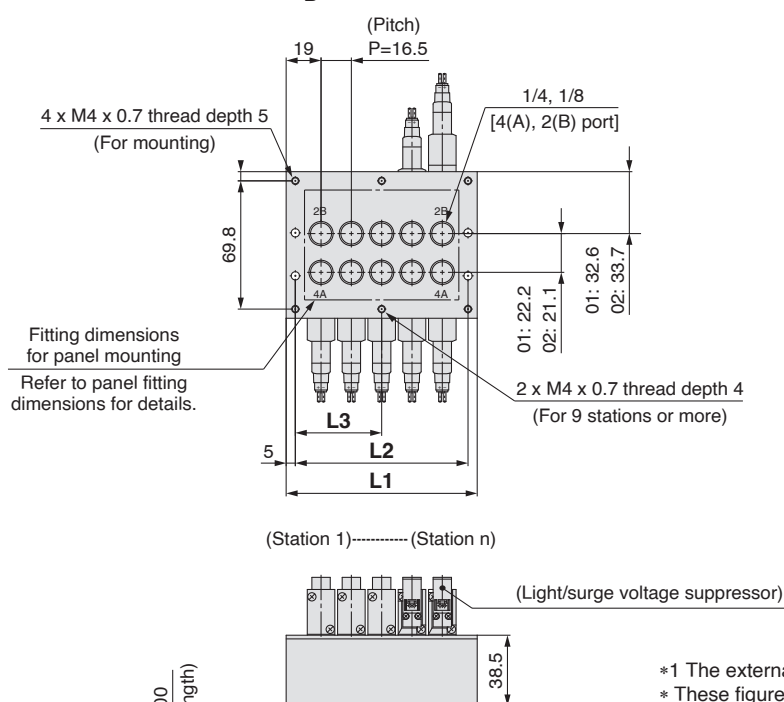 (Pitch)
19
P=16.5
4 x M4 x 0.7 thread depth 5
(For mounting)
1/4, 1/8
[4(A), 2(B) port]
2B
2B
69.8
4A
4A
01: 22.2
02: 21.1
01: 32.6
02: 33.7
Fitting dimensions
for panel mounting
Refer to panel fitting
dimensions for details.
2 x M4 x 0.7 thread depth 4
(For 9 stations or more)
L3
5
L2
L1
(Station 1)------------(Station n)
(Light/surge voltage suppressor)
38.5
∗1 The externa
∗ These figure